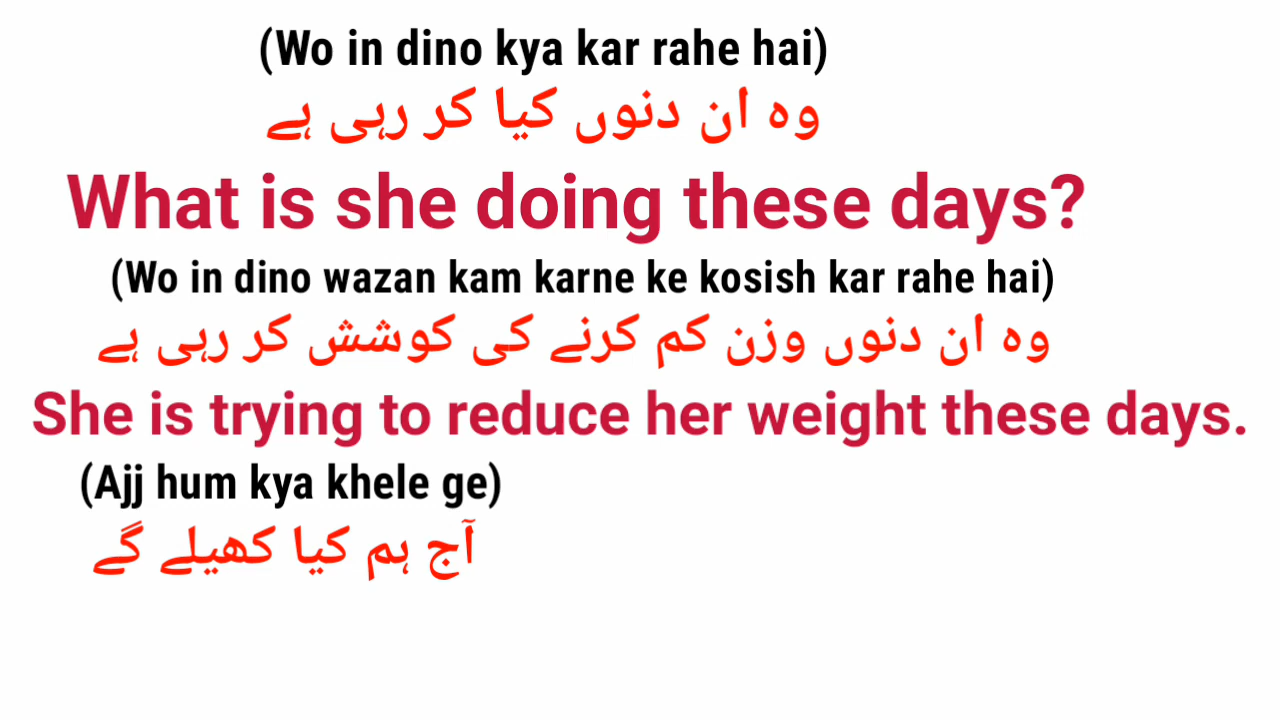 (Wo in dino kya kar rahe hai)
وہ ان دنوں کیا کر رہی ہے
What is she doing these days?
(Wo in dino wazan kam karne ke kosish kar rahe hai)
وہ ان دنوں وزن کم کرنے کی کوشش کر رہی ہے
She is trying to reduce her weight these days.
(Ajj hum kya khele ge)
آج ہم کیا کھیلے گے